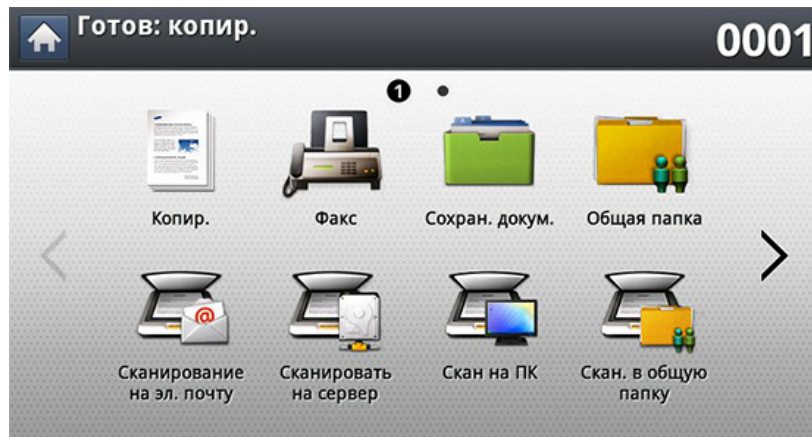 Готов: копир.
0001
1
Копир.
Факс
Сохран. докум.
Общая папка
Сканирование
на эл. почту
Сканировать
на сервер
Скан на ПК
Скан. в общую
папку
@